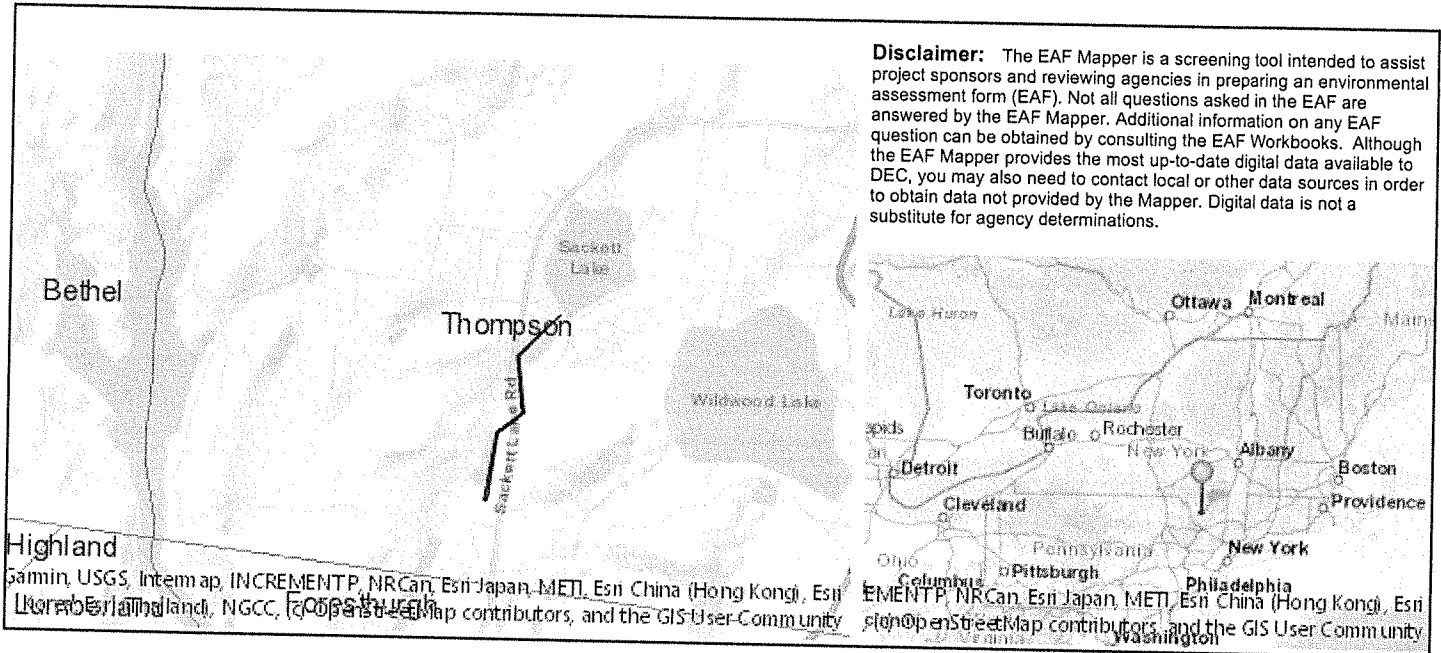 Disclaimer: The EAF Mapper is a screening tool intended to assist
project sponsors and reviewing agencies in preparing an environmental
assessment form (EAF). Not all questions asked in the EAF are
answered by the EAF Mapper. Additional information on any EAF
question can be obtained by consulting the EAF Workbooks. Although
the EAF Mapper provides the most up-to-date digital data available to
DEC, you may also need to contact local or other data sources in order
to obtain data not provided by the Mapper. Digital data is not a
substitute for agency determinations.
Bethel
Sackett
Lake
Thompson
Sackett Lake Rd
Wildwood Lake
Highland
Garmin, USGS, Intermap, INCREMENT P, NRCan, Esri Japan, METI, Esri China (Hong Kong), Esri
NGCC, (c) OpenStreetMap contributors, and the GIS User Community
Ottawa
Montreal
Lake Huron
Toronto
Lake Ontario
Buffalo
Rochester
New York
Albany
Detroit
Boston
Cleveland
Providence
Pennsylvania
New York
Ohio
Columbus
Pittsburgh
Philadelphia
NRCan, Esri Japan, METI, Esri China (Hong Kong), Esri
OpenStreetMap contributors, and the GIS User Community
Washington